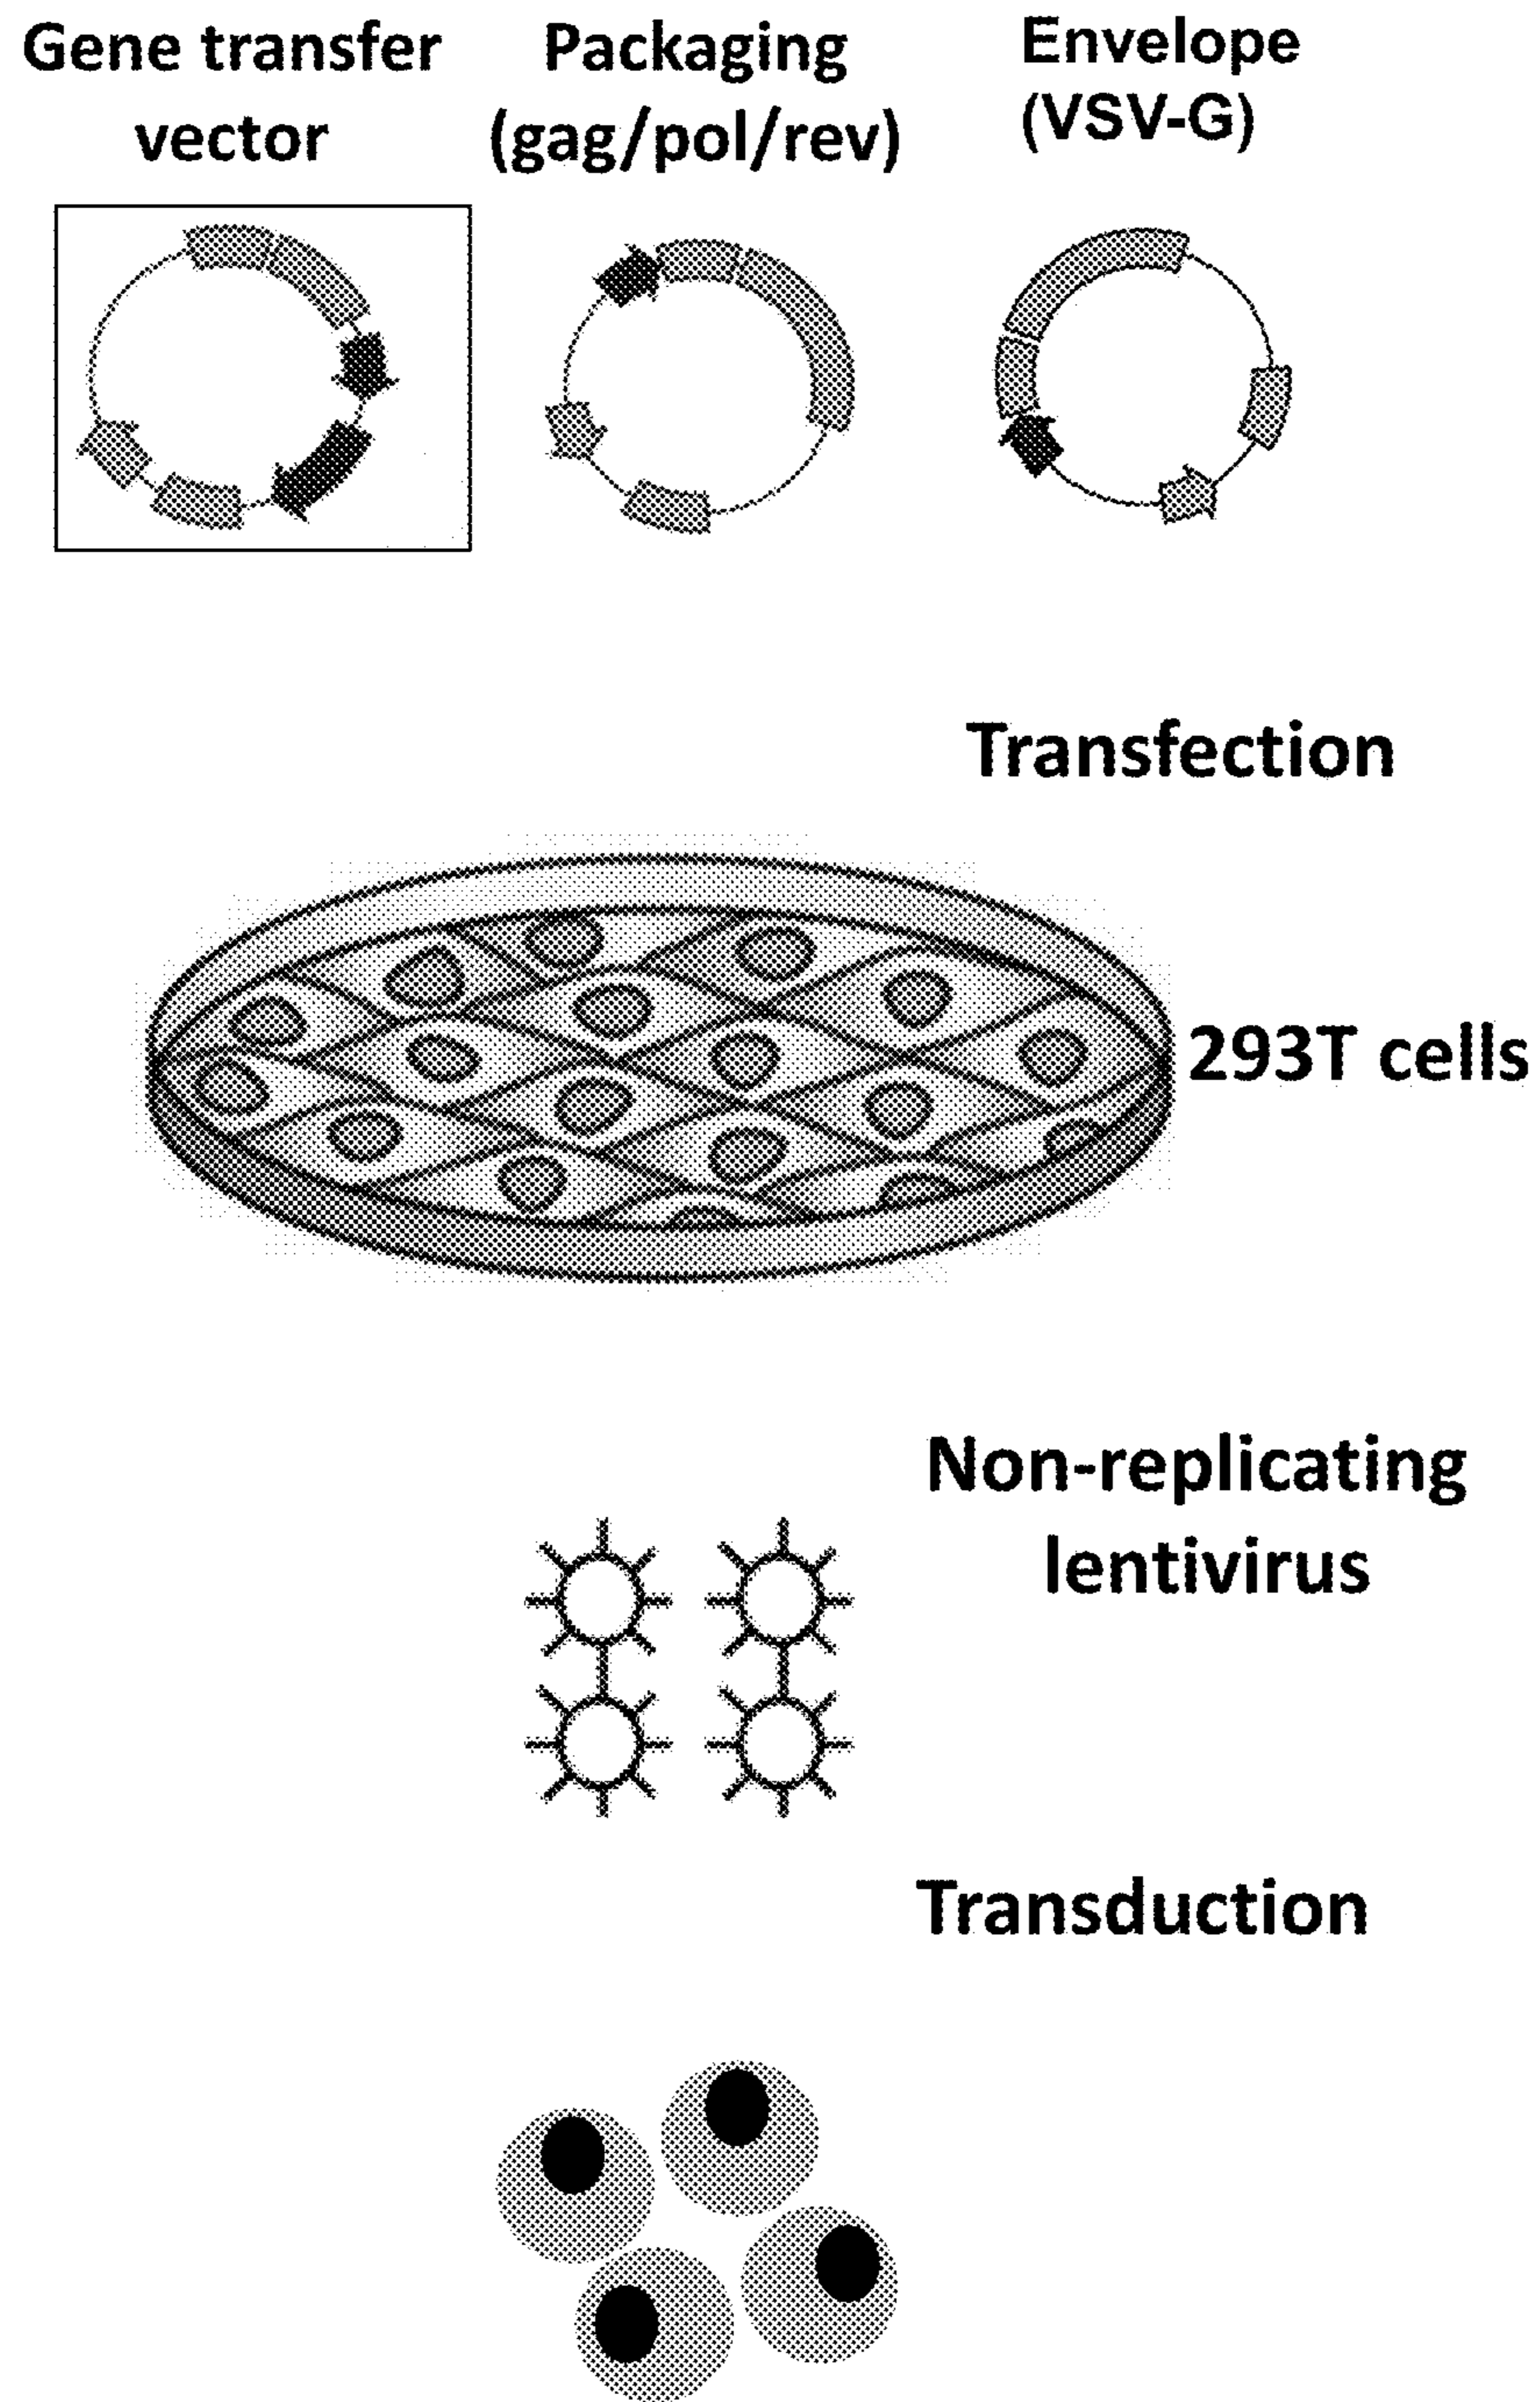 Gene transfer
vector
Packaging
(gag/pol/rev)
Envelope
(VSV-G)
Transfection
293T cells
Non-replicating
lentivirus
Transduction